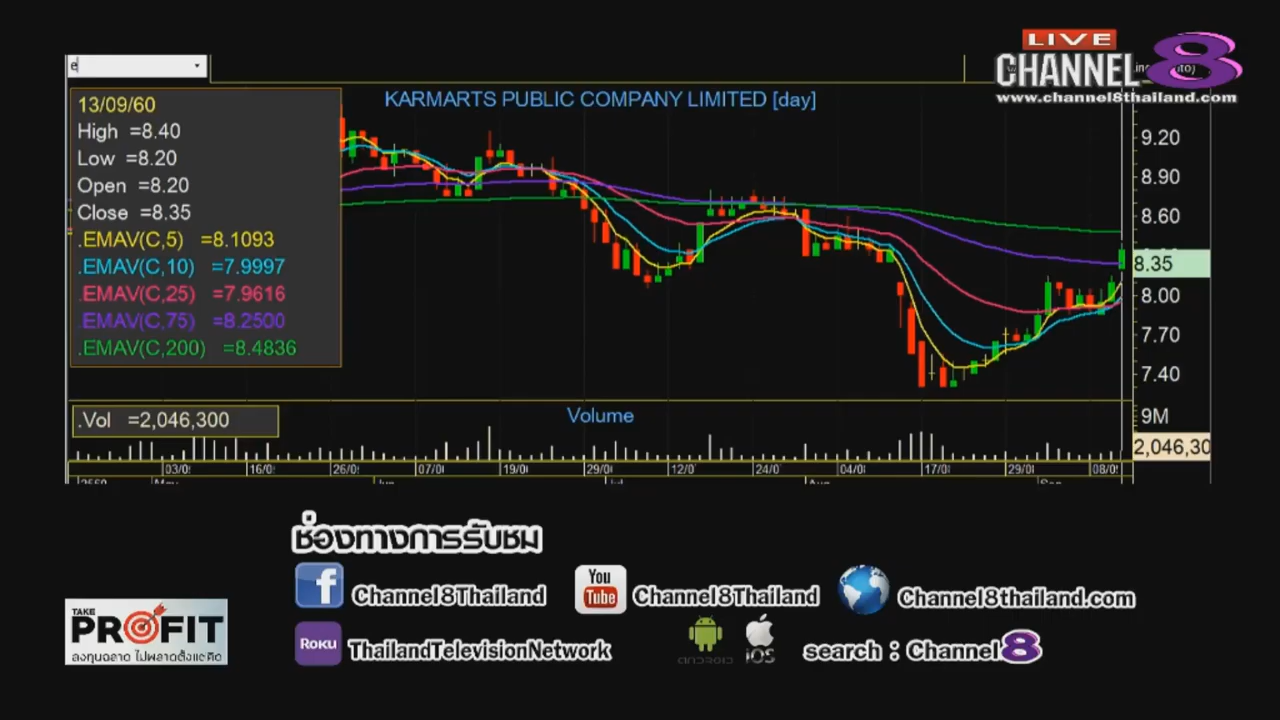 LIVE
CHANNEL 8
www.channel8thailand.com
e
KARMARTS PUBLIC COMPANY LIMITED [day]
13/09/60
High =8.40
Low =8.20
Open =8.20
Close =8.35
.EMAV(C,5) =8.1093
.EMAV(C,10) =7.9997
.EMAV(C,25) =7.9616
.EMAV(C,75) =8.2500
.EMAV(C,200) =8.4836
9.20
8.90
8.60
8.35
8.00
7.70
7.40
.Vol =2,046,300
Volume
9M
2,046,30
03/0 16/0 26/0 07/0 19/0 29/0 12/0 24/0 04/0 17/0 29/0 08/0
ช่องทางการรับชม
Channel8Thailand
You Tube Channel8Thailand
Channel8thailand.com
TAKE
PROFIT
ลงทุนฉลาด ไม่พลาดตั้งแต่คิด
ROKU ThailandTelevisionNetwork
ANDROID iOS
search : Channel 8